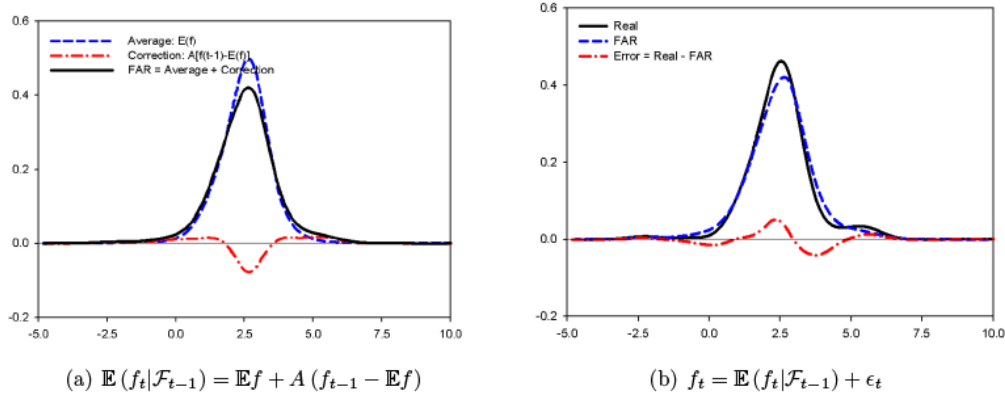 0.6
0.4
0.2
0.0
-0.2
-5.0 -2.5 0.0 2.5 5.0 7.5 10.0
Average: E(f)
Correction: A[f(t-1)-E(f)]
FAR = Average + Correction
(a) 𝔼 (f_t|ℱ_{t−1}) = 𝔼f + A (f_{t−1} − 𝔼f)
0.6
0.4
0.2
0.0
-0.2
-5.0 -2.5 0.0 2.5 5.0 7.5 10.0
Real
FAR
Error = Real - FAR
(b) f_t = 𝔼 (f_t|ℱ_{t−1}) + ϵ_t